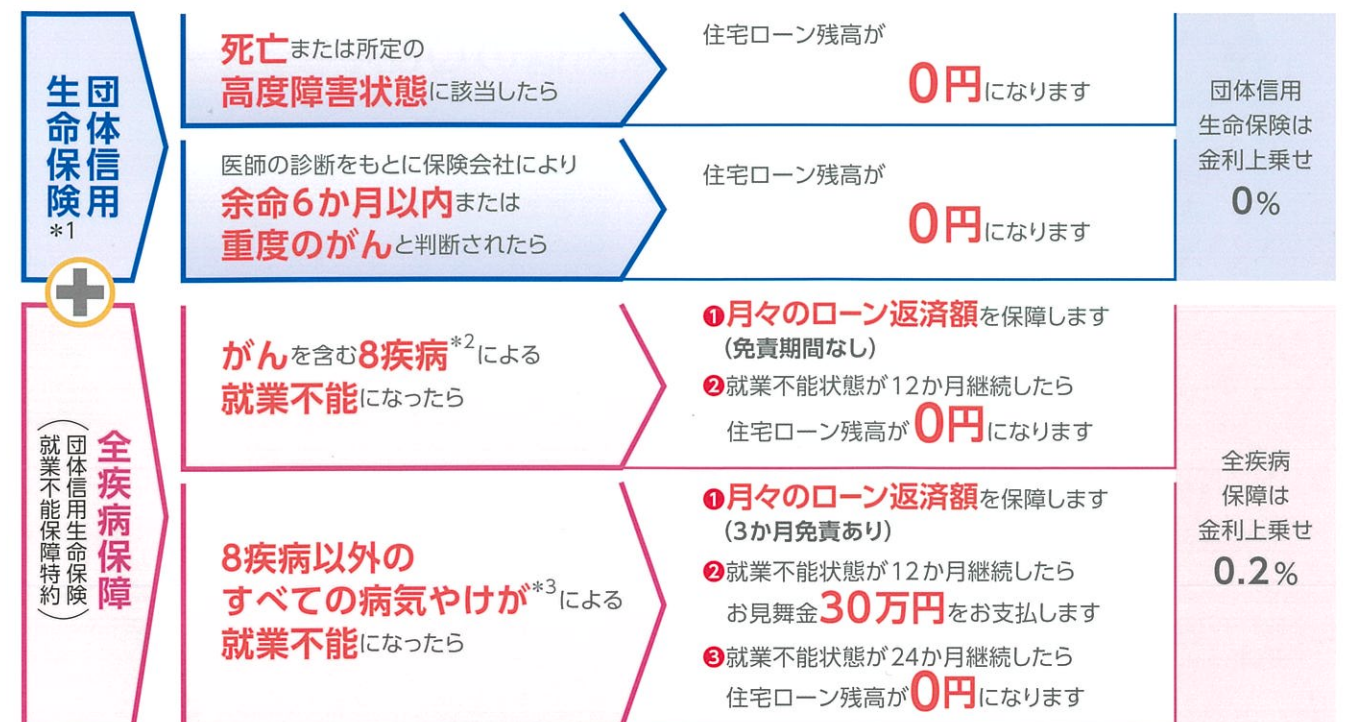 団体信用
生命保険
*1
死亡または所定の
高度障害状態に該当したら
住宅ローン残高が
0円になります
医師の診断をもとに保険会社により
余命6か月以内または
重度のがんと判断されたら
住宅ローン残高が
0円になります
団体信用
生命保険は
金利上乗せ
0%
全疾病保障
(団体信用生命保険
就業不能保障特約)
がんを含む8疾病*2による
就業不能になったら
❶月々のローン返済額を保障します
(免責期間なし)
❷就業不能状態が12か月継続したら
住宅ローン残高が0円になります
8疾病以外の
すべての病気やけが*3による
就業不能になったら
❶月々のローン返済額を保障します
(3か月免責あり)
❷就業不能状態が12か月継続したら
お見舞金30万円をお支払します
❸就業不能状態が24か月継続したら
住宅ローン残高が0円になります
全疾病
保障は
金利上乗せ
0.2%